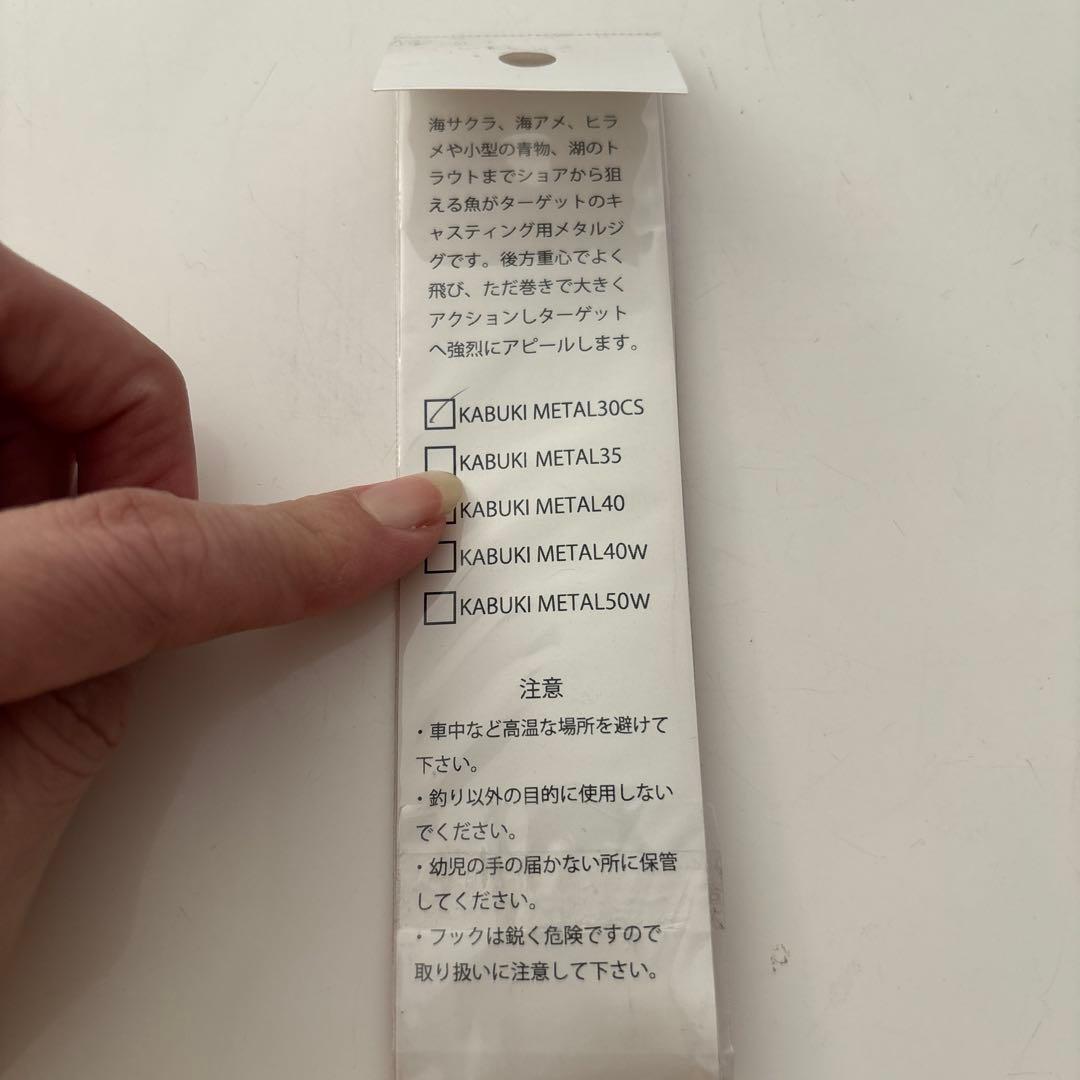 海サクラ、海アメ、ヒラ
メや小型の青物、湖のト
ラウトまでショアから狙
える魚がターゲットのキ
ャスティング用メタルジ
グです。後方重心でよく
飛び、ただ巻きで大きく
アクションしターゲット
へ強烈にアピールします。
KABUKI METAL30CS
KABUKI METAL35
KABUKI METAL40
KABUKI METAL40W
KABUKI METAL50W
注意
・車中など高温な場所を避けて
下さい。
・釣り以外の目的に使用しない
でください。
・幼児の手の届かない所に保管
してください。
・フックは鋭く危険ですので
取り扱いに注意して下さい。